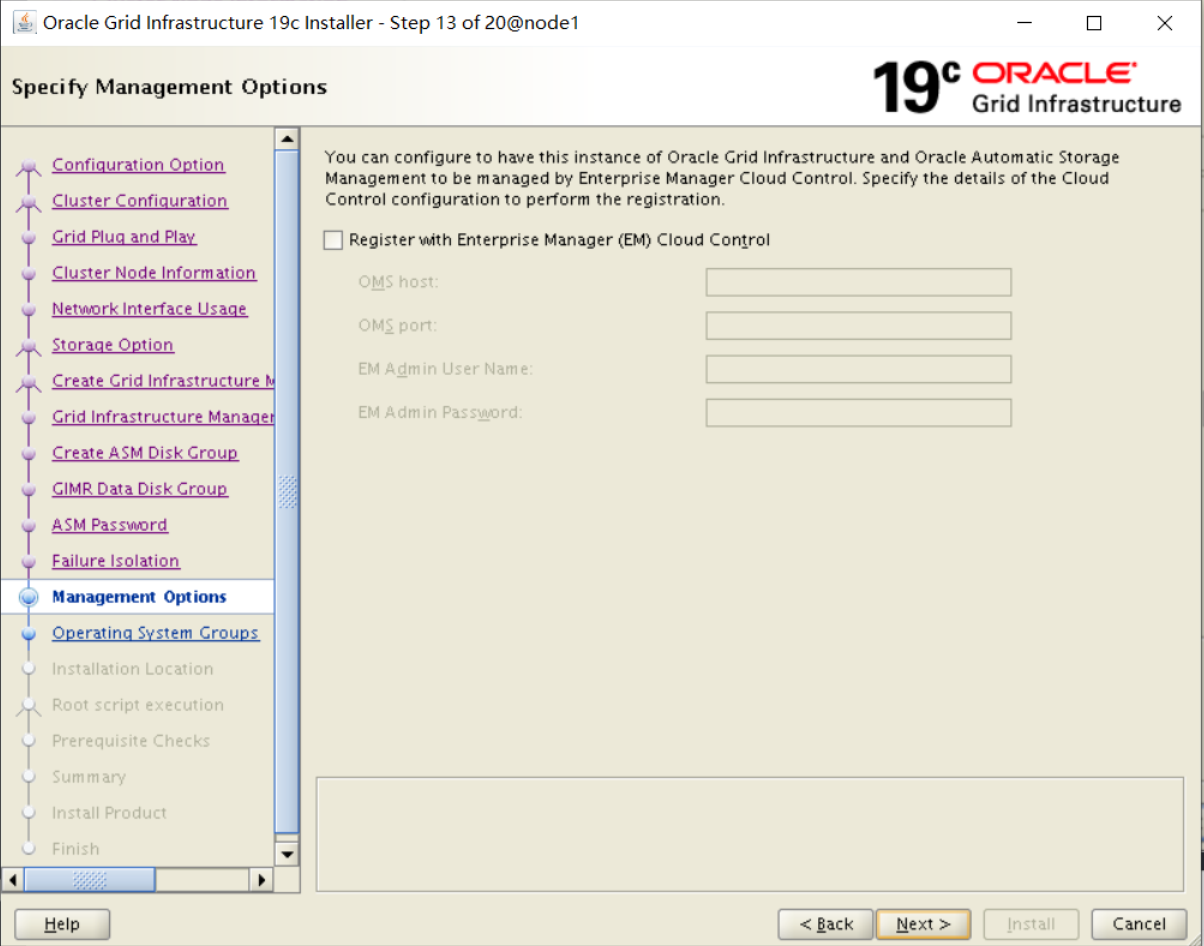 Oracle Grid Infrastructure 19c Installer - Step 13 of 20@node1
Specify Management Options
19c ORACLE
Grid Infrastructure
Configuration Option
Cluster Configuration
Grid Plug and Play
Cluster Node Information
Network Interface Usage
Storage Option
Create Grid Infrastructure M
Grid Infrastructure Manager
Create ASM Disk Group
GIMR Data Disk Group
ASM Password
Failure Isolation
Management Options
Operating System Groups
Installation Location
Root script execution
Prerequisite Checks
Summary
Install Product
Finish
You can configure to have this instance of Oracle Grid Infrastructure and Oracle Automatic Storage
Management to be managed by Enterprise Manager Cloud Control. Specify the details of the Cloud
Control configuration to perform the registration.
Register with Enterprise Manager (EM) Cloud Control
OMS host:
OMS port:
EM Admin User Name:
EM Admin Password:
Help
< Back
Next >
Install
Cancel